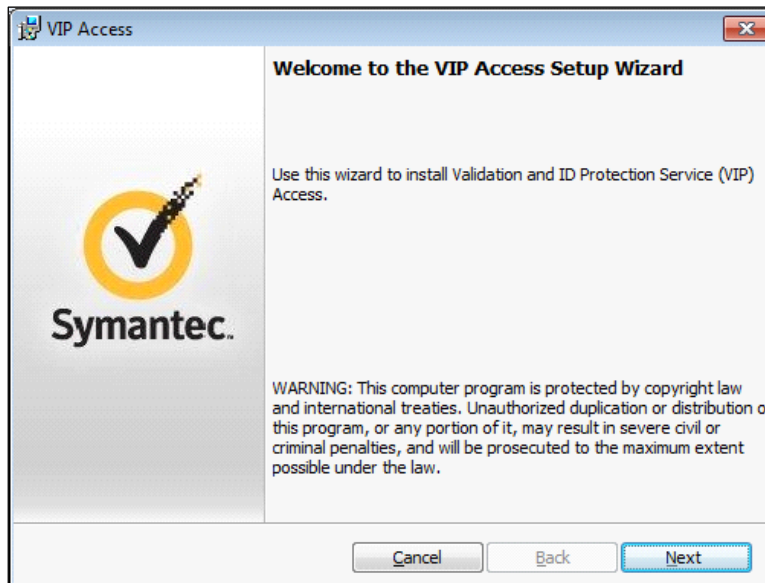 VIP Access
Welcome to the VIP Access Setup Wizard
Use this wizard to install Validation and ID Protection Service (VIP)
Access.
Symantec.
WARNING: This computer program is protected by copyright law
and international treaties. Unauthorized duplication or distribution o
this program, or any portion of it, may result in severe civil or
criminal penalties, and will be prosecuted to the maximum extent
possible under the law.
Cancel
Back
Next